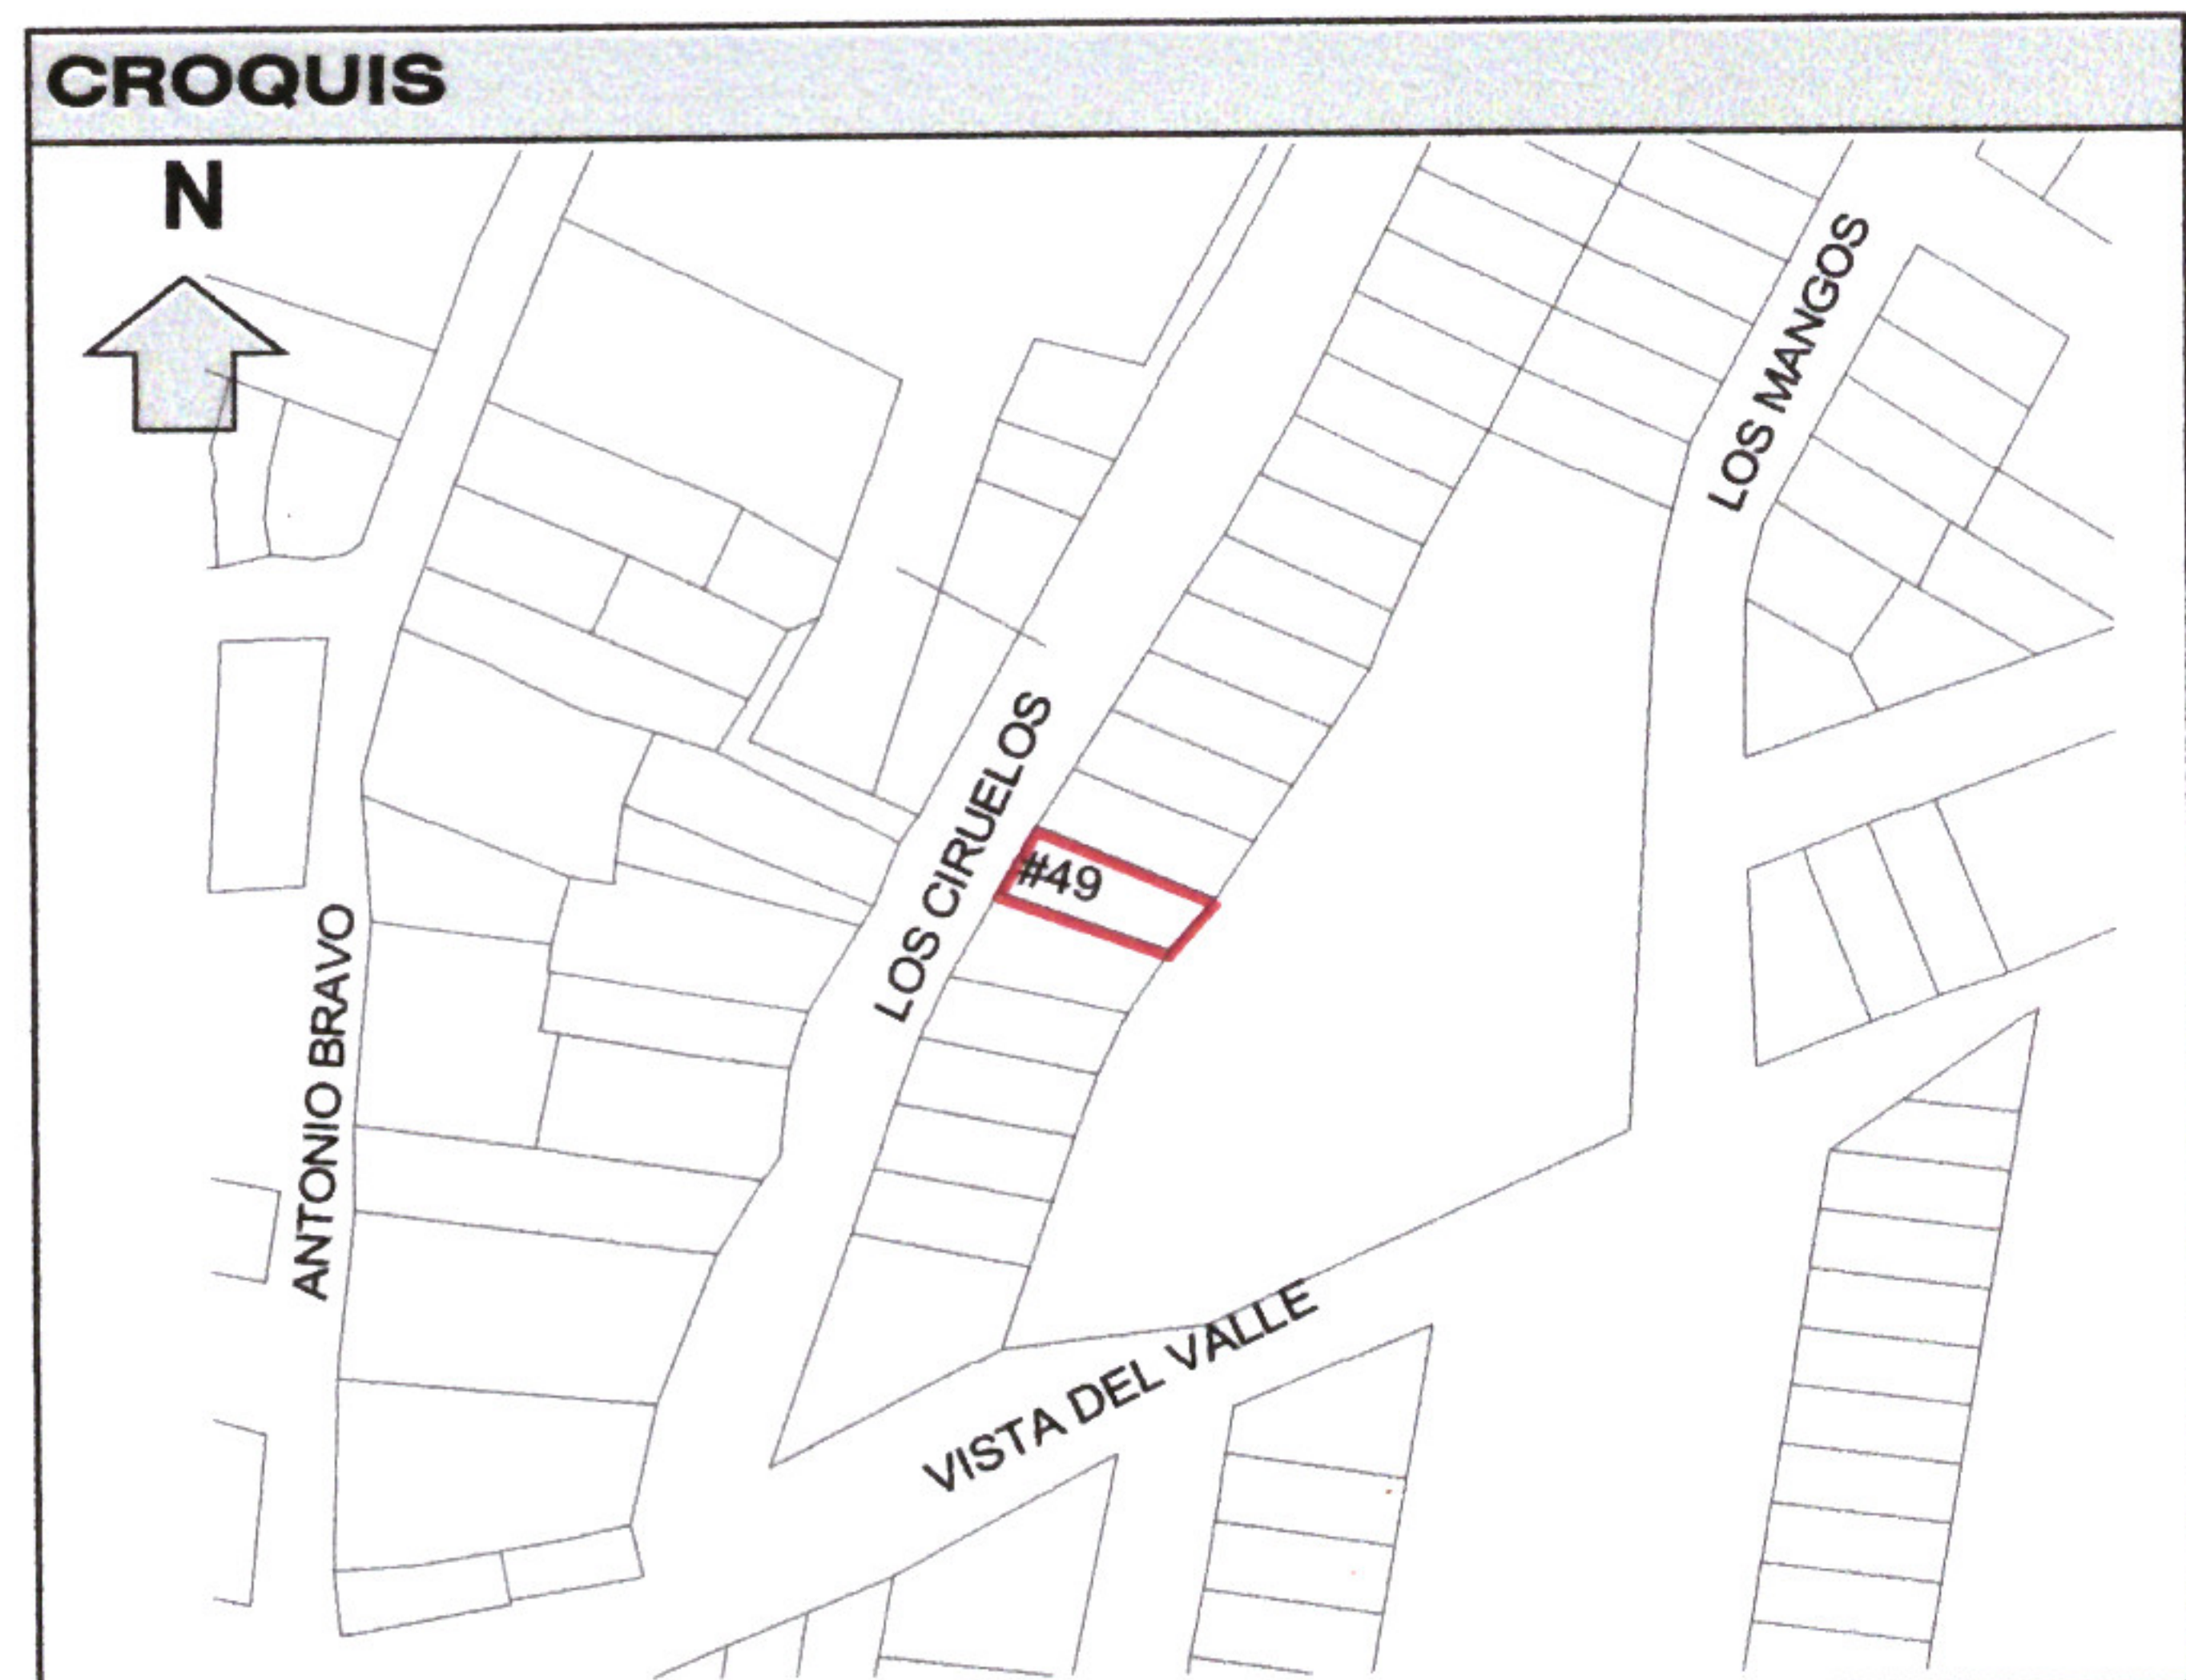 CROQUIS
N
LOS MANGOS
LOS CIRUELOS
#49
ANTONIO BRAVO
VISTA DEL VALLE